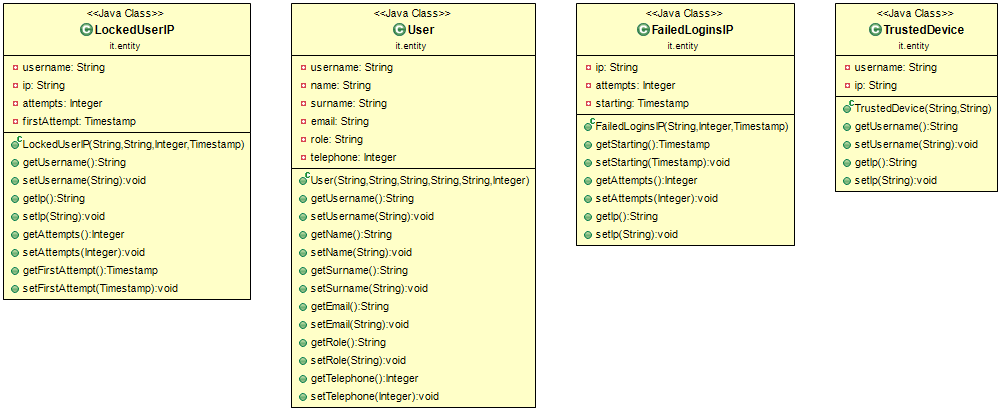 <<Java Class>>
LockedUserIP
it.entity
username: String
ip: String
attempts: Integer
firstAttempt: Timestamp
LockedUserIP(String,String,Integer,Timestamp)
getUsername():String
setUsername(String):void
getIp():String
setIp(String):void
getAttempts():Integer
setAttempts(Integer):void
getFirstAttempt():Timestamp
setFirstAttempt(Timestamp):void
<<Java Class>>
User
it.entity
username: String
name: String
surname: String
email: String
role: String
telephone: Integer
User(String,String,String,String,String,Integer)
getUsername():String
setUsername(String):void
getName():String
setName(String):void
getSurname():String
setSurname(String):void
getEmail():String
setEmail(String):void
getRole():String
setRole(String):void
getTelephone():Integer
setTelephone(Integer):void
<<Java Class>>
FailedLoginsIP
it.entity
ip: String
attempts: Integer
starting: Timestamp
FailedLoginsIP(String,Integer,Timestamp)
getStarting():Timestamp
setStarting(Timestamp):void
getAttempts():Integer
setAttempts(Integer):void
getIp():String
setIp(String):void
<<Java Class>>
TrustedDevice
it.entity
username: String
ip: String
TrustedDevice(String,String)
getUsername():String
setUsername(String):void
getIp():String
setIp(String):void